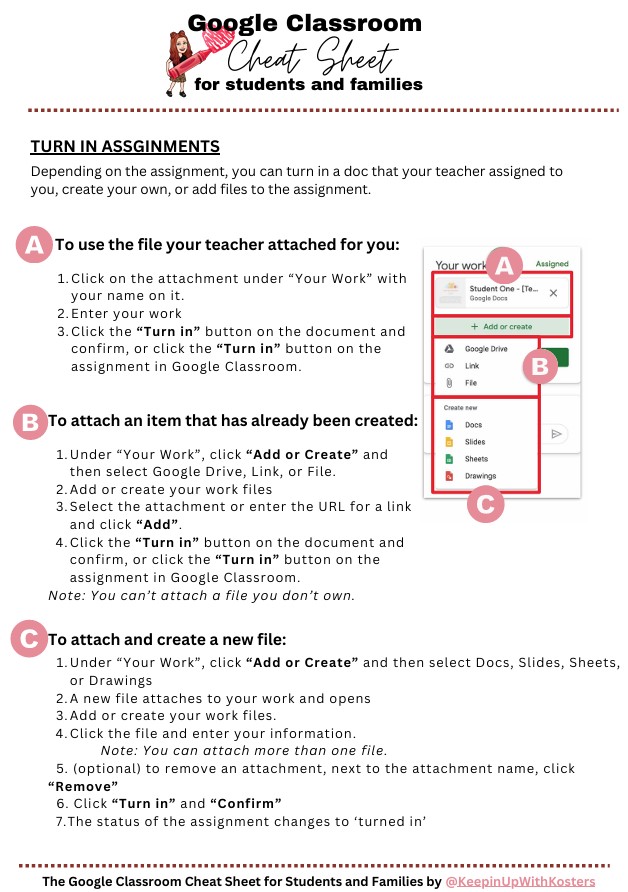 Google Classroom
Cheat Sheet
for students and families
TURN IN ASSGINMENTS
Depending on the assignment, you can turn in a doc that your teacher assigned to
you, create your own, or add files to the assignment.
A To use the file your teacher attached for you:
1. Click on the attachment under “Your Work” with
your name on it.
2. Enter your work
3. Click the “Turn in” button on the document and
confirm, or click the “Turn in” button on the
assignment in Google Classroom.
Your work
A
Assigned
Student One - [Te...
Google Docs
+ Add or create
Google Drive
Link
File
B
Create new
Docs
Slides
Sheets
Drawings
C
B To attach an item that has already been created:
1. Under “Your Work”, click “Add or Create” and
then select Google Drive, Link, or File.
2. Add or create your work files
3. Select the attachment or enter the URL for a link
and click “Add”.
4. Click the “Turn in” button on the document and
confirm, or click the “Turn in” button on the
assignment in Google Classroom.
Note: You can’t attach a file you don’t own.
C To attach and create a new file:
1. Under “Your Work”, click “Add or Create” and then select Docs, Slides, Sheets,
or Drawings
2. A new file attaches to your work and opens
3. Add or create your work files.
4. Click the file and enter your information.
Note: You can attach more than one file.
5. (optional) to remove an attachment, next to the attachment name, click
“Remove”
6. Click “Turn in” and “Confirm”
7. The status of the assignment changes to ‘turned in’
The Google Classroom Cheat Sheet for Students and Families by @KeepinUpWithKosters